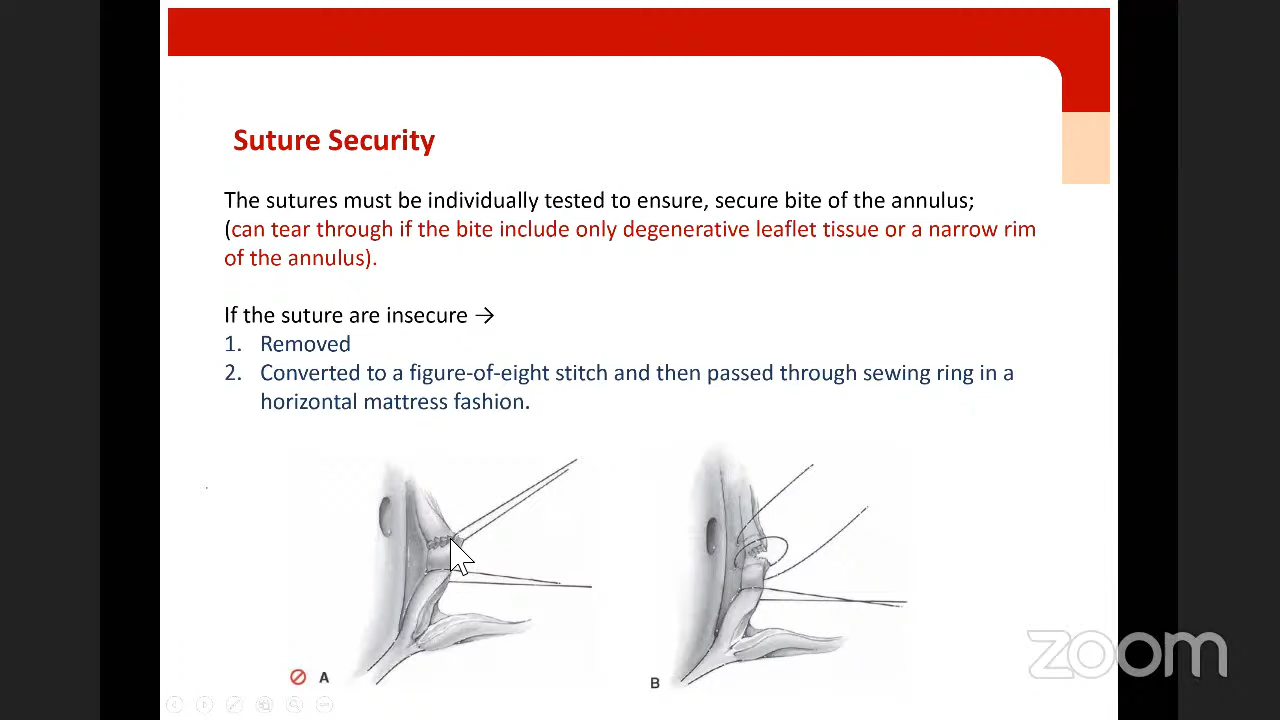 Suture Security
The sutures must be individually tested to ensure, secure bite of the annulus;
(can tear through if the bite include only degenerative leaflet tissue or a narrow rim
of the annulus).
If the suture are insecure →
1. Removed
2. Converted to a figure-of-eight stitch and then passed through sewing ring in a
horizontal mattress fashion.
A
B
zoom